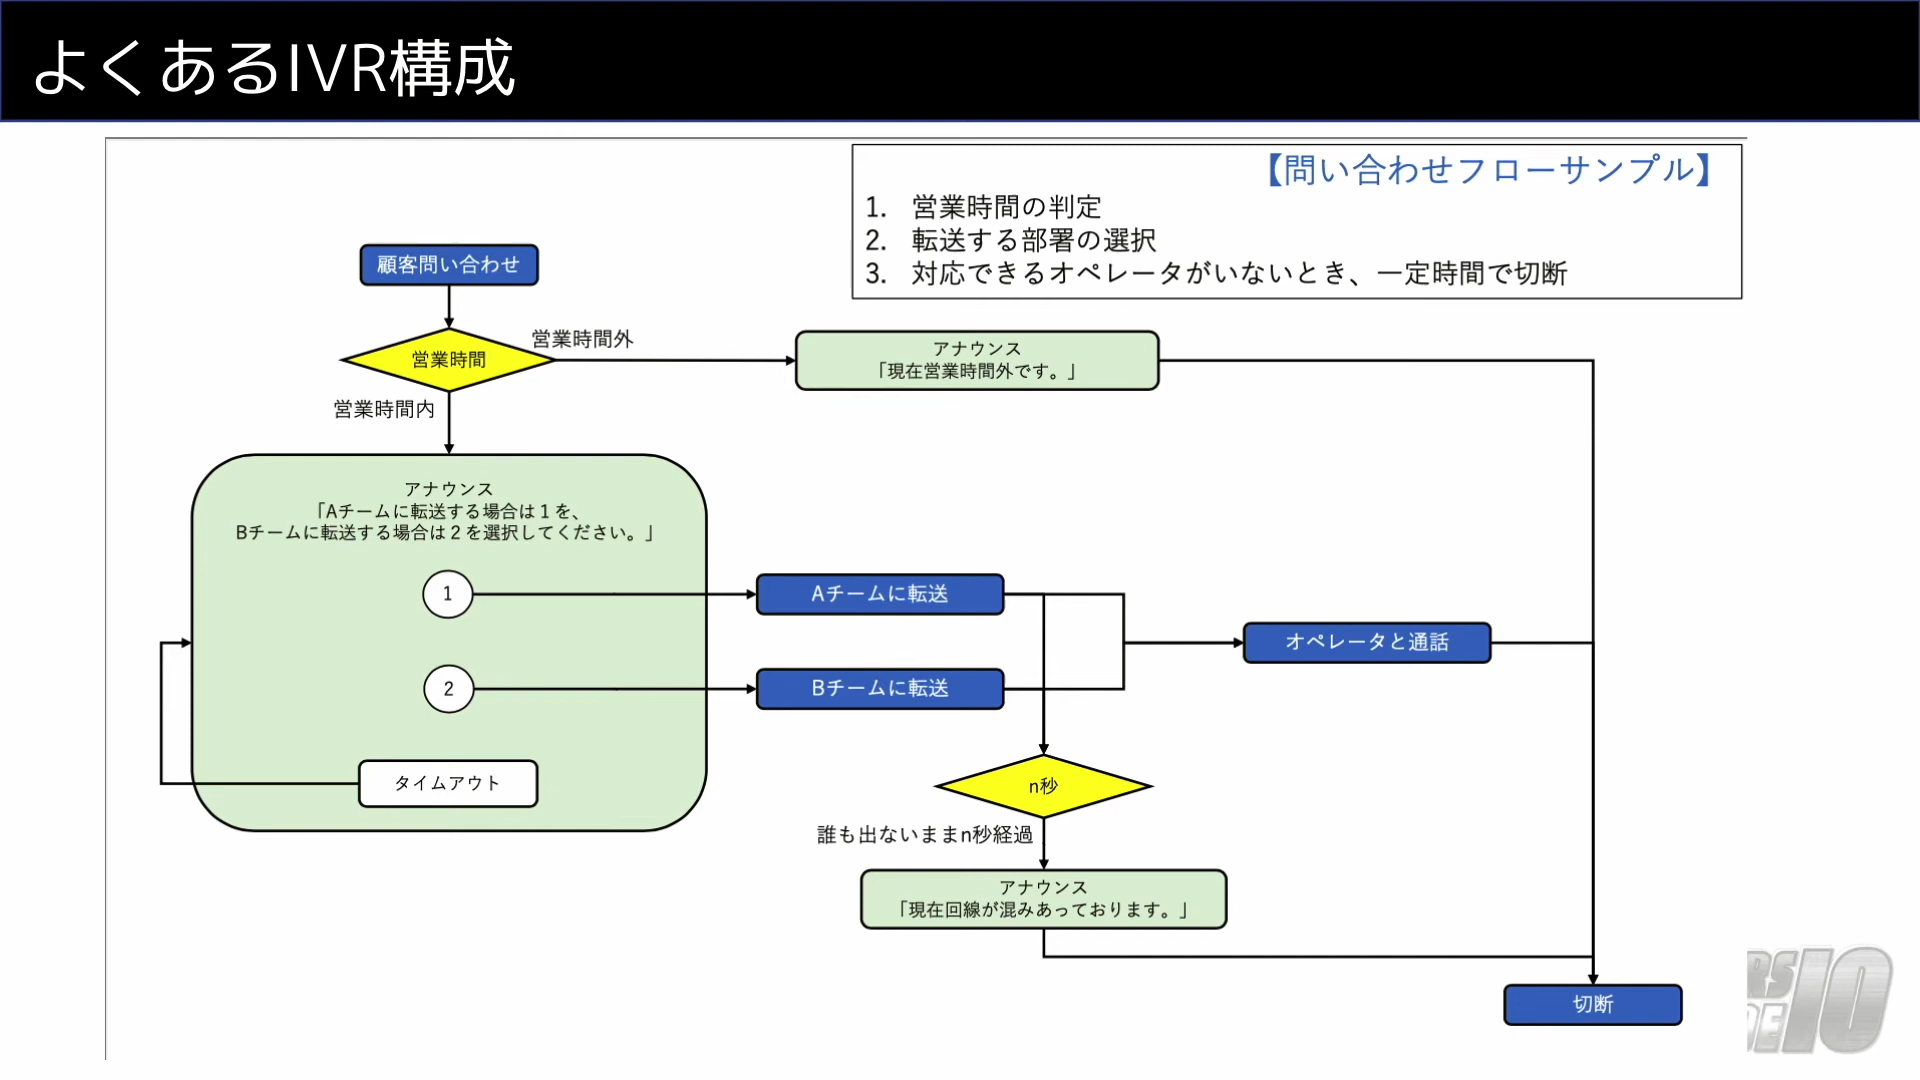 よくあるIVR構成
【問い合わせフローサンプル】
1. 営業時間の判定
2. 転送する部署の選択
3. 対応できるオペレータがいないとき、一定時間で切断
顧客問い合わせ
営業時間
営業時間外
アナウンス
「現在営業時間外です。」
営業時間内
アナウンス
「Aチームに転送する場合は１を、
Bチームに転送する場合は２を選択してください。」
1
Aチームに転送
2
Bチームに転送
オペレータと通話
タイムアウト
n秒
誰も出ないままn秒経過
アナウンス
「現在回線が混みあっております。」
切断
10